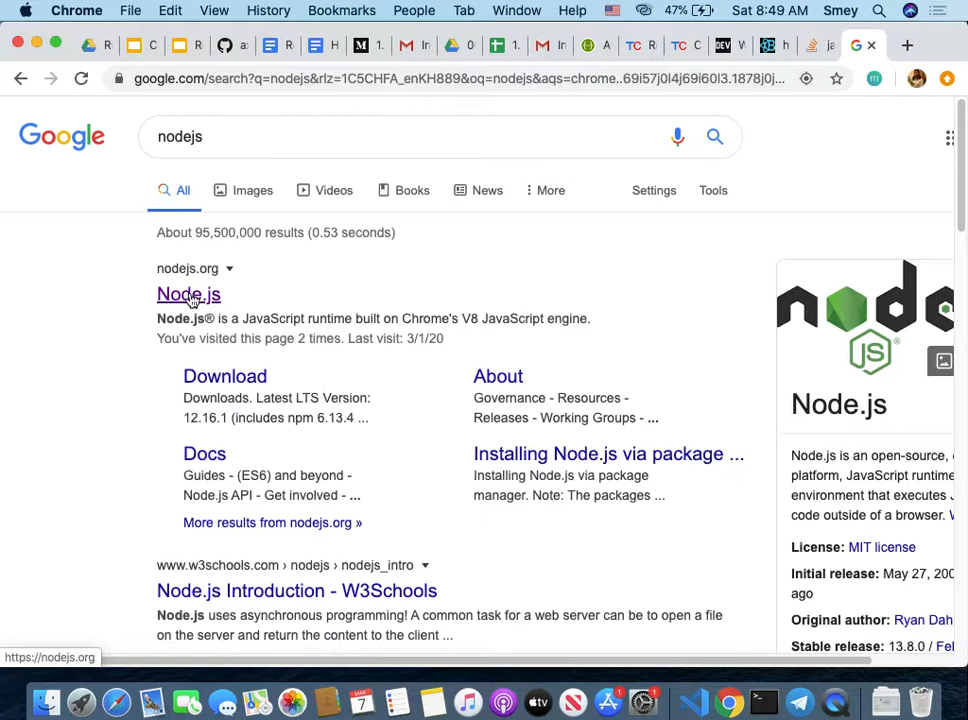 Chrome File Edit View History Bookmarks People Tab Window Help 47% Sat 8:49 AM Smey
google.com/search?q=nodejs&rlz=1C5CHFA_enKH889&oq=nodejs&aqs=chrome..69i57j0l4j69i60l3.1878j0j...
m
Google
nodejs
All Images Videos Books News More Settings Tools
About 95,500,000 results (0.53 seconds)
nodejs.org
Node.js
Node.js® is a JavaScript runtime built on Chrome's V8 JavaScript engine.
You've visited this page 2 times. Last visit: 3/1/20
Download
Downloads. Latest LTS Version:
12.16.1 (includes npm 6.13.4 ...
About
Governance - Resources -
Releases - Working Groups - ...
Docs
Guides - (ES6) and beyond -
Node.js API - Get involved - ...
Installing Node.js via package ...
Installing Node.js via package
manager. Note: The packages ...
More results from nodejs.org »
www.w3schools.com › nodejs › nodejs_intro
Node.js Introduction - W3Schools
Node.js uses asynchronous programming! A common task for a web server can be to open a file
on the server and return the content to the client ...
node
JS
Node.js
Node.js is an open-source,
platform, JavaScript runtime
environment that executes J
code outside of a browser. W
License: MIT license
Initial release: May 27, 200
ago
Original author: Ryan Dah
Stable release: 13.8.0 / Fe
https://nodejs.org